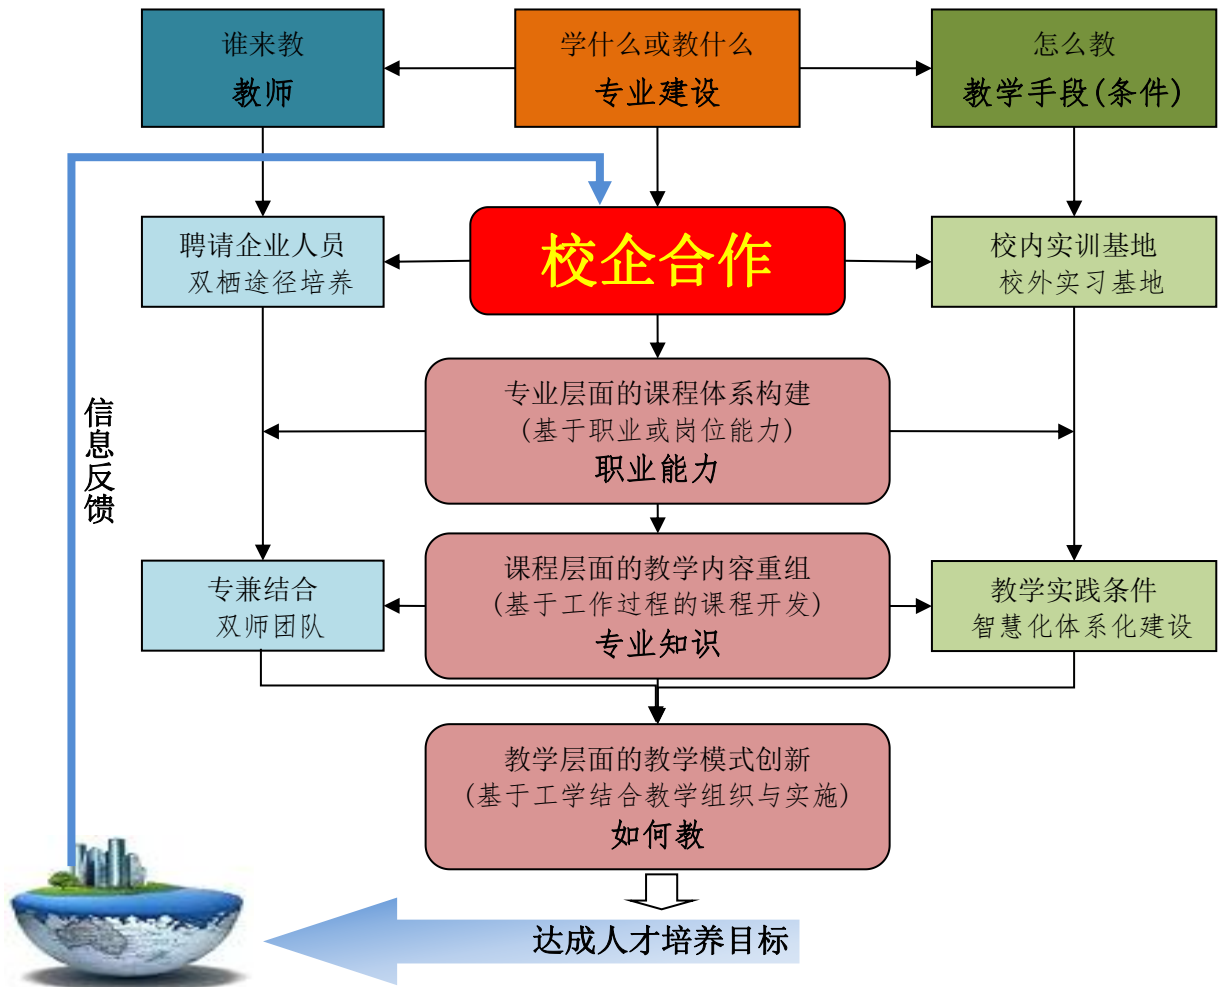 谁来教
教师
学什么或教什么
专业建设
怎么教
教学手段(条件)
聘请企业人员
双栖途径培养
校企合作
校内实训基地
校外实习基地
专业层面的课程体系构建
(基于职业或岗位能力)
职业能力
信息反馈
专兼结合
双师团队
课程层面的教学内容重组
(基于工作过程的课程开发)
专业知识
教学实践条件
智慧化体系化建设
教学层面的教学模式创新
(基于工学结合教学组织与实施)
如何教
达成人才培养目标